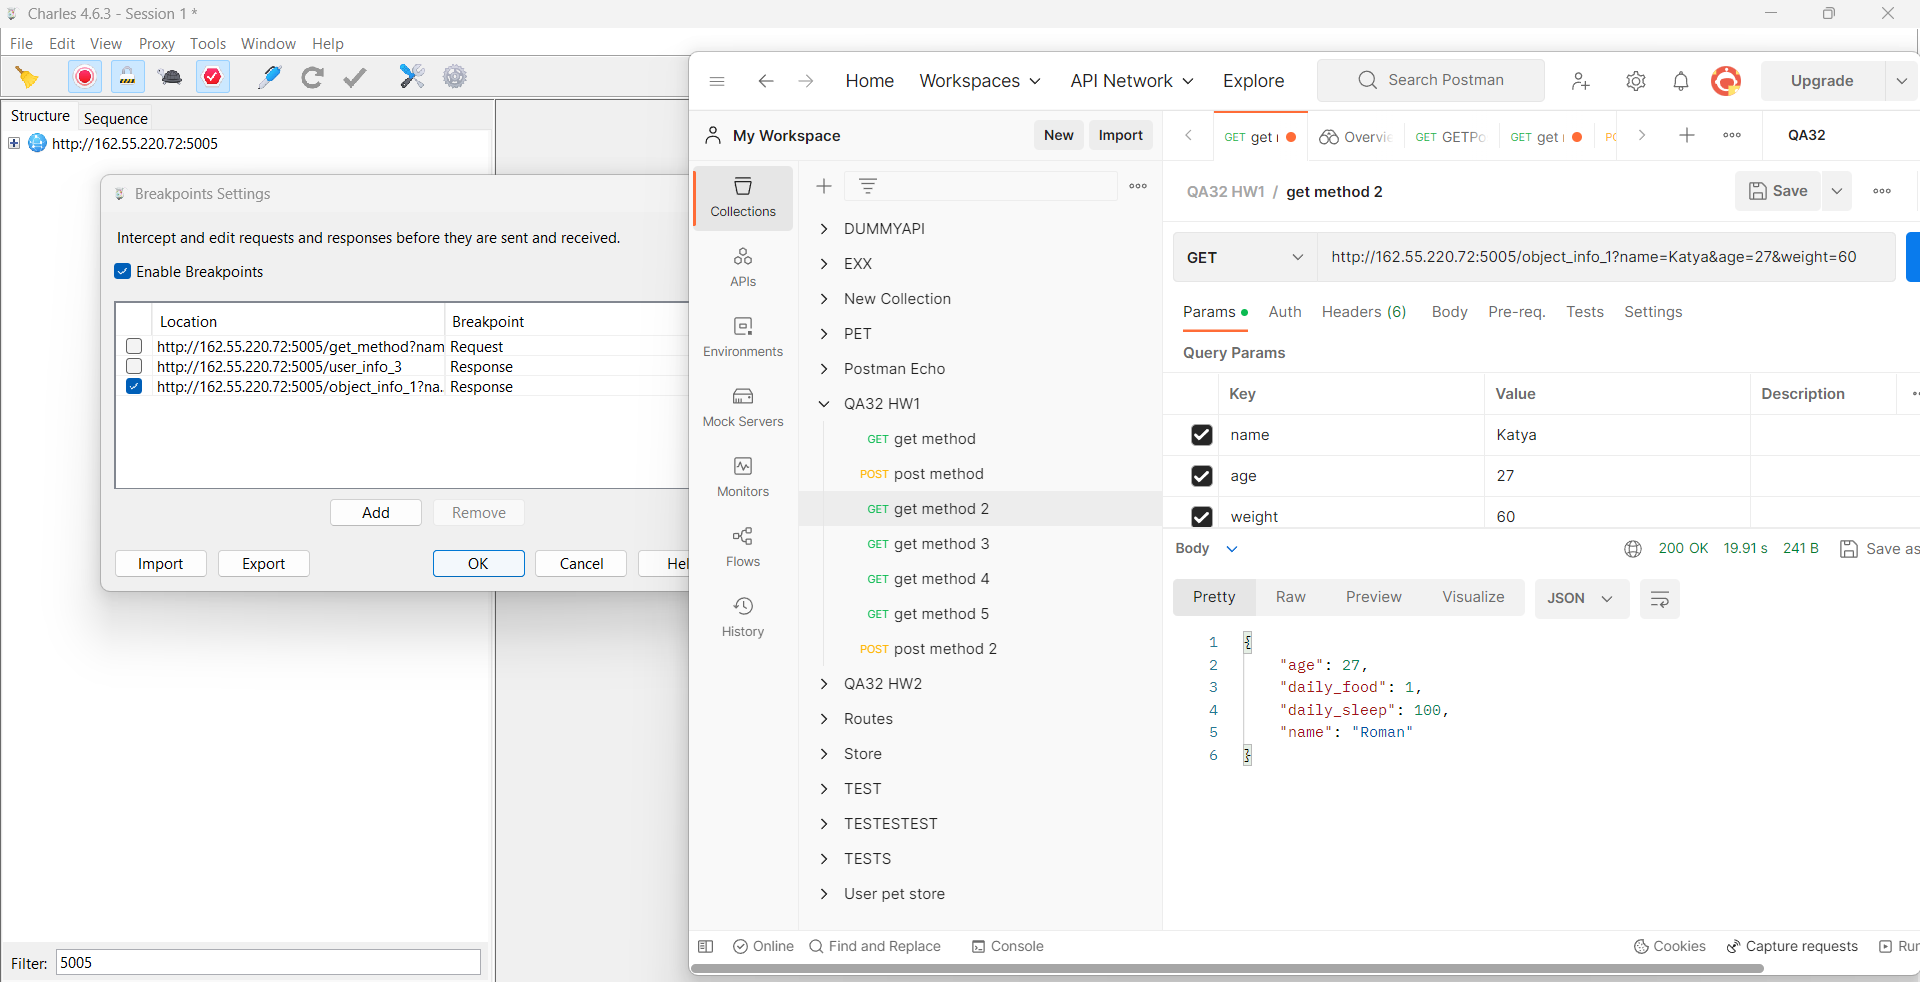 Charles 4.6.3 - Session 1 *
File Edit View Proxy Tools Window Help
Structure Sequence
http://162.55.220.72:5005
Breakpoints Settings
Intercept and edit requests and responses before they are sent and received.
Enable Breakpoints
Location Breakpoint
http://162.55.220.72:5005/get_method?nam Request
http://162.55.220.72:5005/user_info_3 Response
http://162.55.220.72:5005/object_info_1?na... Response
Add Remove
Import Export OK Cancel Hel
Filter: 5005
Home Workspaces API Network Explore Search Postman Upgrade
My Workspace New Import
GET get Overvi GET GETPo GET get PO QA32
Collections
APIs
Environments
Mock Servers
Monitors
Flows
History
DUMMYAPI
EXX
New Collection
PET
Postman Echo
QA32 HW1
GET get method
POST post method
GET get method 2
GET get method 3
GET get method 4
GET get method 5
POST post method 2
QA32 HW2
Routes
Store
TEST
TESTESTEST
TESTS
User pet store
QA32 HW1 / get method 2 Save
GET http://162.55.220.72:5005/object_info_1?name=Katya&age=27&weight=60
Params Auth Headers (6) Body Pre-req. Tests Settings
Query Params
Key Value Description
name Katya
age 27
weight 60
Body 200 OK 19.91 s 241 B Save as
Pretty Raw Preview Visualize JSON
1 {
2 "age": 27,
3 "daily_food": 1,
4 "daily_sleep": 100,
5 "name": "Roman"
6 }
Online Find and Replace Console Cookies Capture requests Run